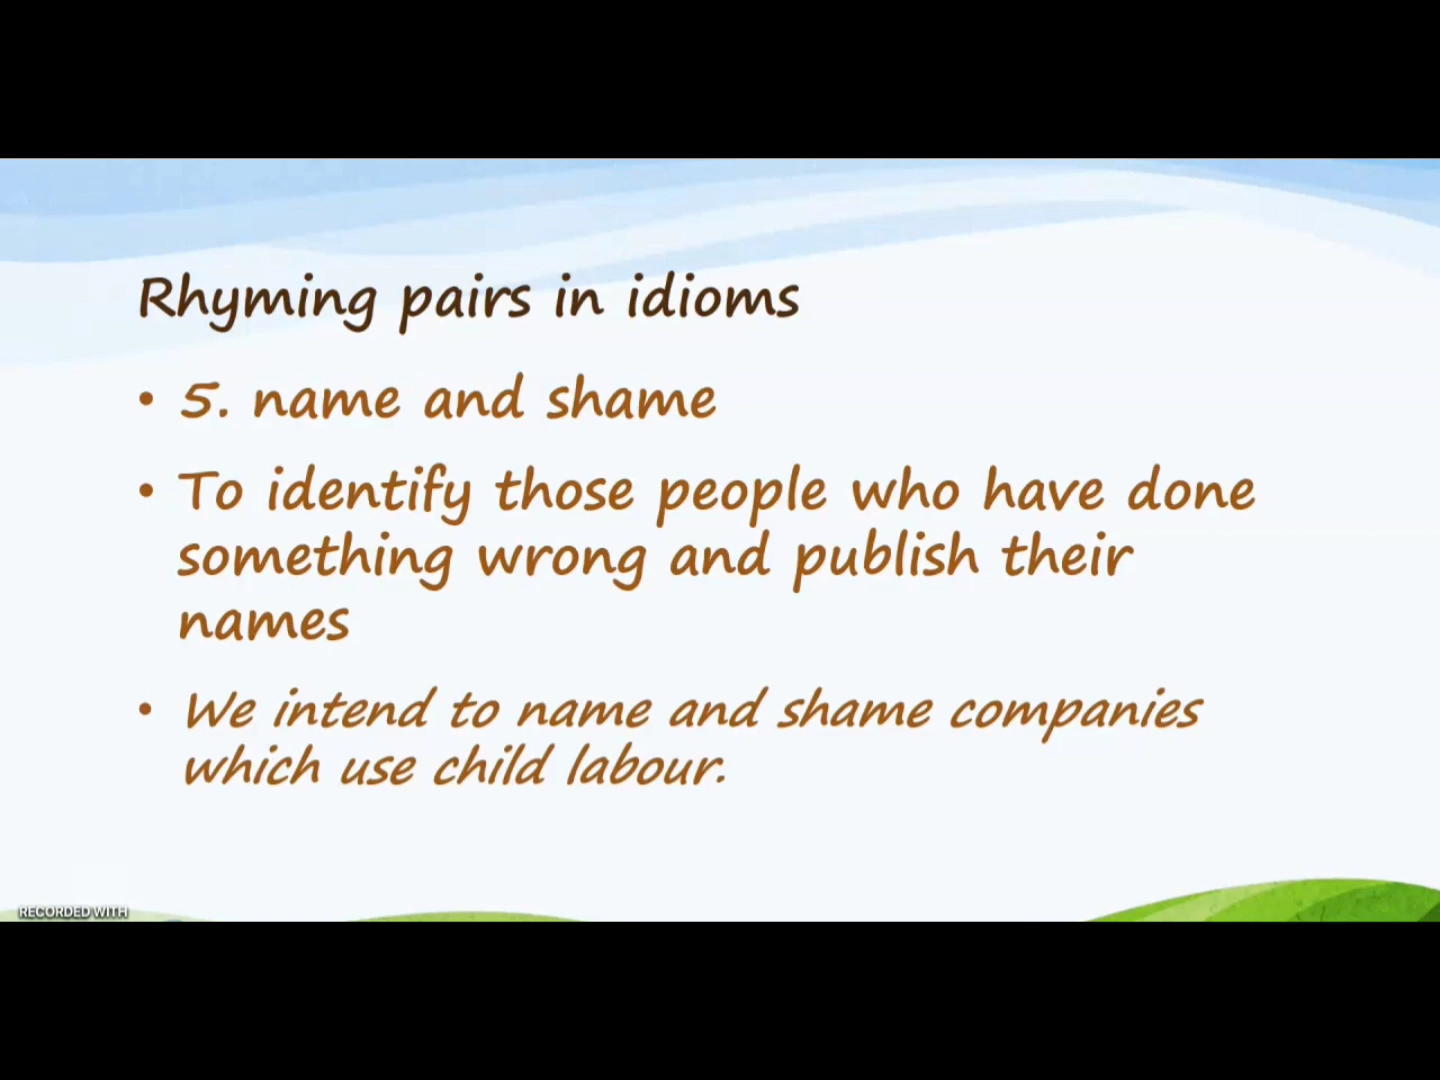 Rhyming pairs in idioms
• 5. name and shame
• To identify those people who have done
something wrong and publish their
names
• We intend to name and shame companies
which use child labour.
RECORDED WITH